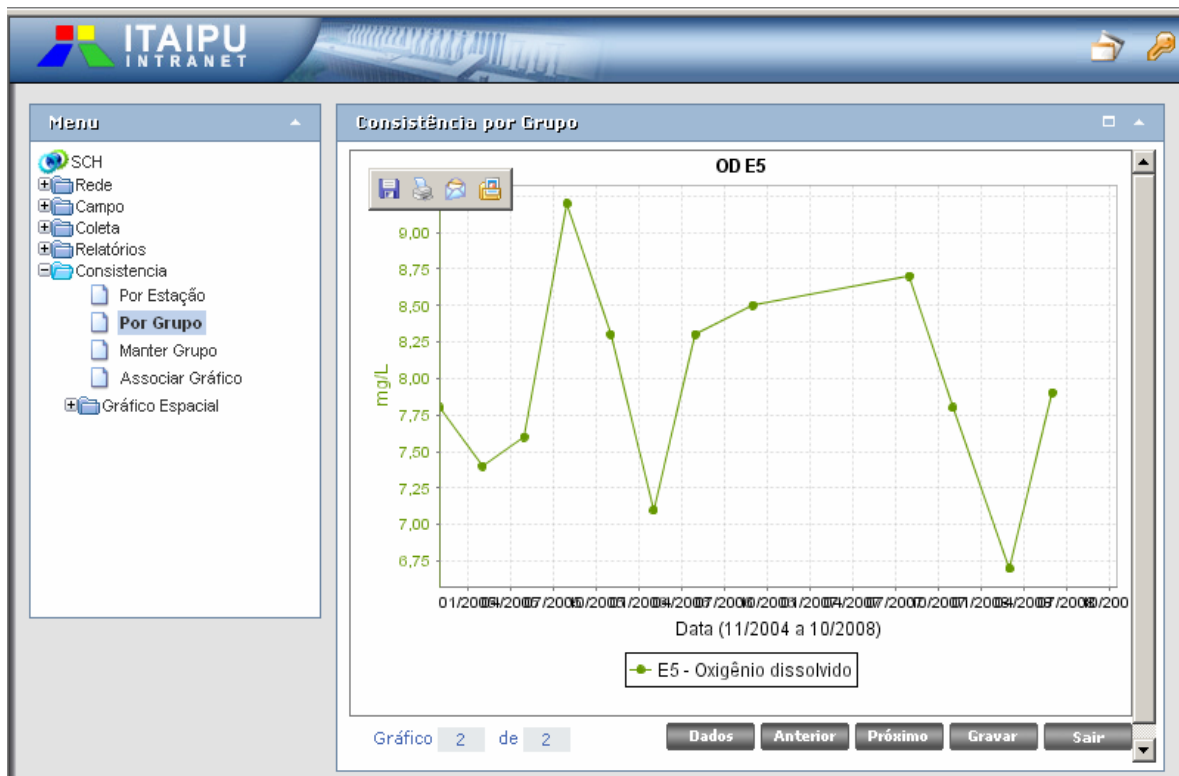 ITAIPU
INTRANET
Menu
SCH
Rede
Campo
Coleta
Relatórios
Consistencia
Por Estação
Por Grupo
Manter Grupo
Associar Gráfico
Gráfico Espacial
Consistência por Grupo
OD E5
9,00
8,75
8,50
8,25
8,00
7,75
7,50
7,25
7,00
6,75
mg/L
Data (11/2004 a 10/2008)
E5 - Oxigênio dissolvido
Gráfico 2 de 2
Dados Anterior Próximo Gravar Sair